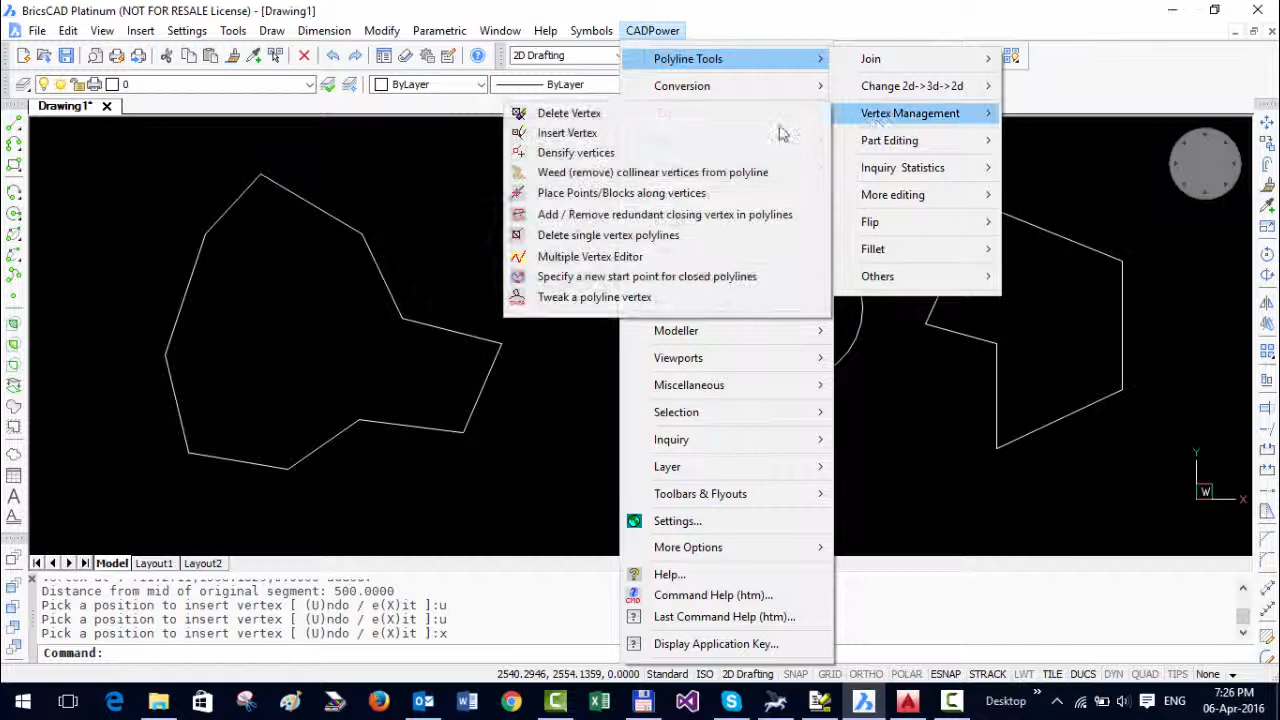 BricsCAD Platinum (NOT FOR RESALE License) - [Drawing1]
File Edit View Insert Settings Tools Draw Dimension Modify Parametric Window Help Symbols CADPower
2D Drafting
0 ByLayer ByLayer
Drawing1*
Polyline Tools
Conversion
Modeller
Viewports
Miscellaneous
Selection
Inquiry
Layer
Toolbars & Flyouts
Settings...
More Options
Help...
Command Help (htm)...
Last Command Help (htm)...
Display Application Key...
Join
Change 2d->3d->2d
Vertex Management
Part Editing
Inquiry Statistics
More editing
Flip
Fillet
Others
Delete Vertex
Insert Vertex
Densify vertices
Weed (remove) collinear vertices from polyline
Place Points/Blocks along vertices
Add / Remove redundant closing vertex in polylines
Delete single vertex polylines
Multiple Vertex Editor
Specify a new start point for closed polylines
Tweak a polyline vertex
Y
W X
Model Layout1 Layout2
Distance from mid of original segment: 500.0000
Pick a position to insert vertex [ (U)ndo / e(X)it ]:u
Pick a position to insert vertex [ (U)ndo / e(X)it ]:u
Pick a position to insert vertex [ (U)ndo / e(X)it ]:x
Command:
2540.2946, 2554.1359, 0.0000 Standard ISO 2D Drafting SNAP GRID ORTHO POLAR ESNAP STRACK LWT TILE DUCS DYN QUAD TIPS None
Desktop ENG 7:26 PM
06-Apr-2016